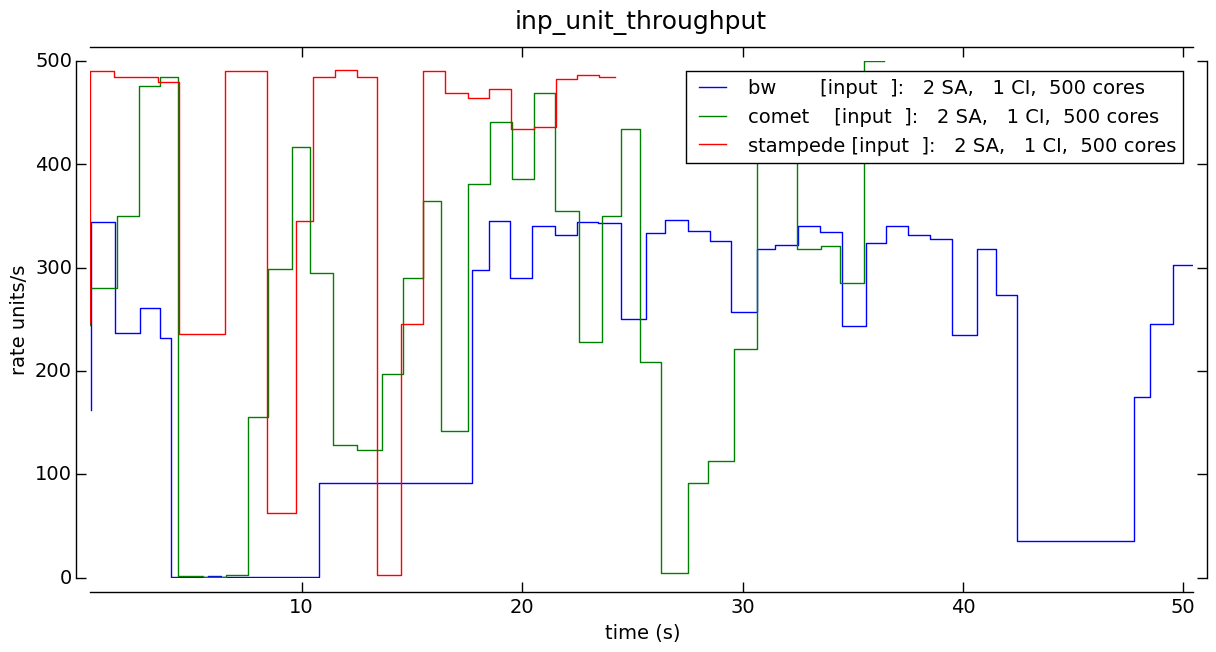 inp_unit_throughput
500
400
300
200
100
0
rate units/s
bw [input ]: 2 SA, 1 CI, 500 cores
comet [input ]: 2 SA, 1 CI, 500 cores
stampede [input ]: 2 SA, 1 CI, 500 cores
10 20 30 40 50
time (s)